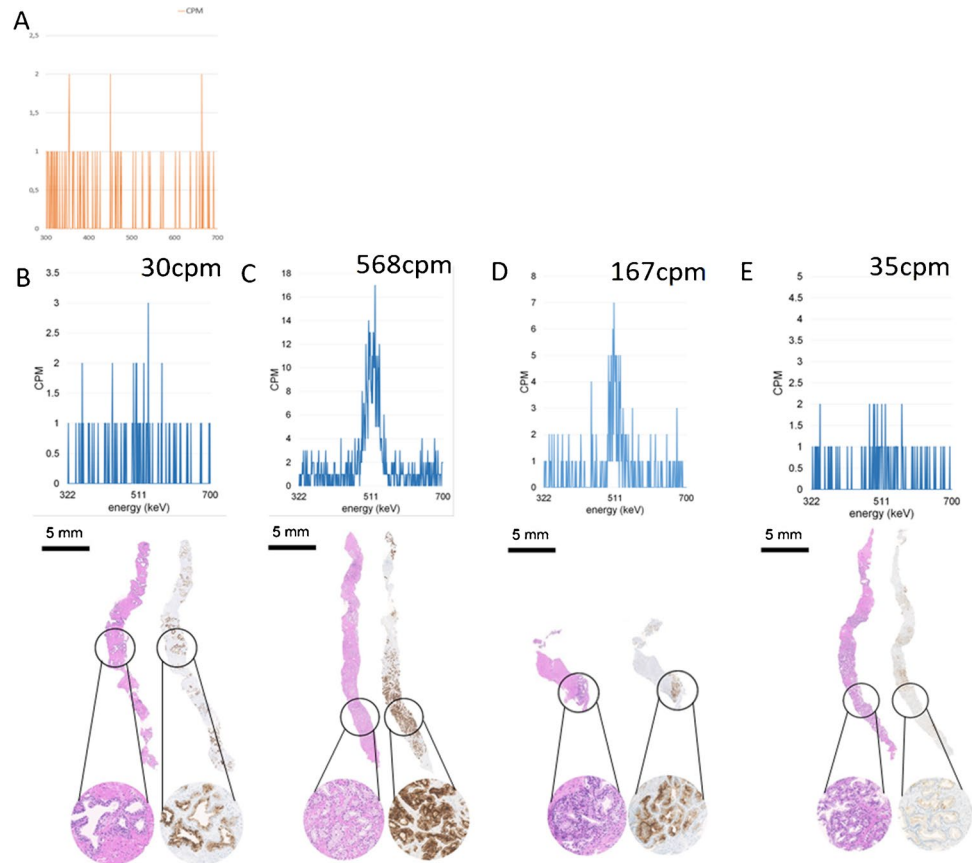 A
CPM
2,5
2
1,5
1
0,5
0
300 400 500 600 700
B
30cpm
3.5
3
2.5
2
1.5
1
0.5
0
CPM
322 511 700
energy (keV)
C
568cpm
18
16
14
12
10
8
6
4
2
0
CPM
322 511 700
energy (keV)
D
167cpm
8
7
6
5
4
3
2
1
0
CPM
322 511 700
energy (keV)
E
35cpm
5
4.5
4
3.5
3
2.5
2
1.5
1
0.5
0
CPM
322 511 700
energy (keV)
5 mm
5 mm
5 mm
5 mm